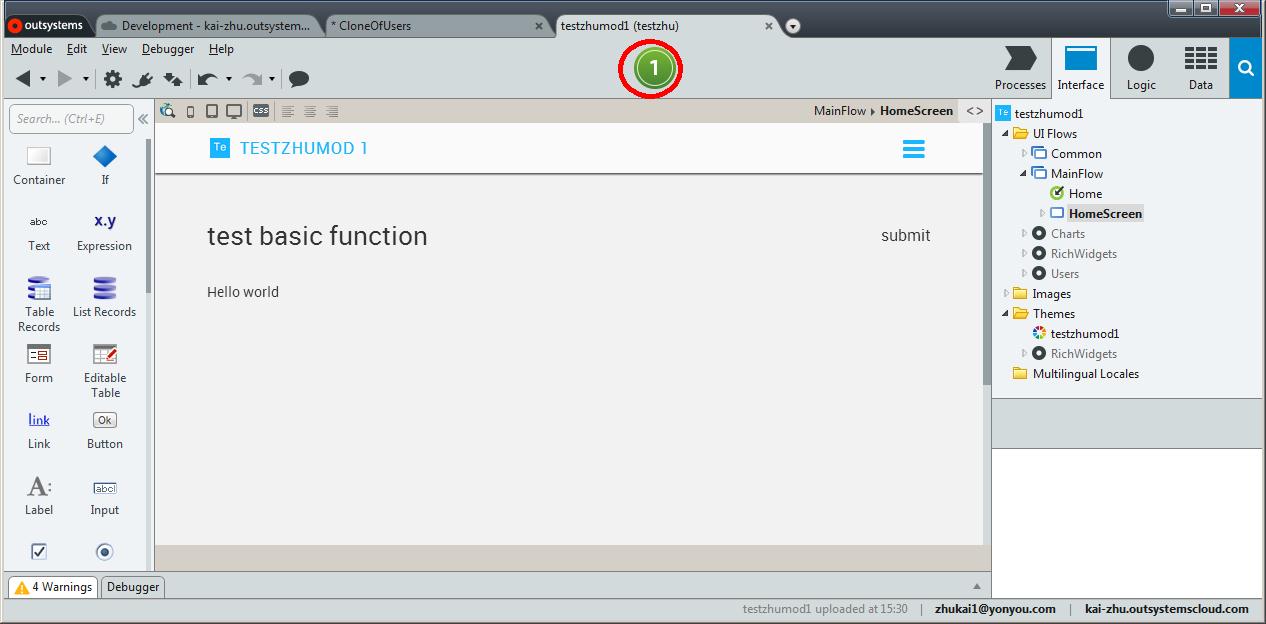 outsystems
Development - kai-zhu.outsystem...
* CloneOfUsers
testzhumod1 (testzhu)
Module Edit View Debugger Help
1
Processes Interface Logic Data
Search... (Ctrl+E)
CSS
MainFlow HomeScreen <>
Container If
abc x.y
Text Expression
Table Records List Records
Form Editable Table
link Ok
Link Button
A: abc
Label Input
Te TESTZHUMOD 1
test basic function submit
Hello world
Te testzhumod1
UI Flows
Common
MainFlow
Home
HomeScreen
Charts
RichWidgets
Users
Images
Themes
testzhumod1
RichWidgets
Multilingual Locales
4 Warnings Debugger
testzhumod1 uploaded at 15:30 | zhukai1@yonyou.com | kai-zhu.outsystemscloud.com